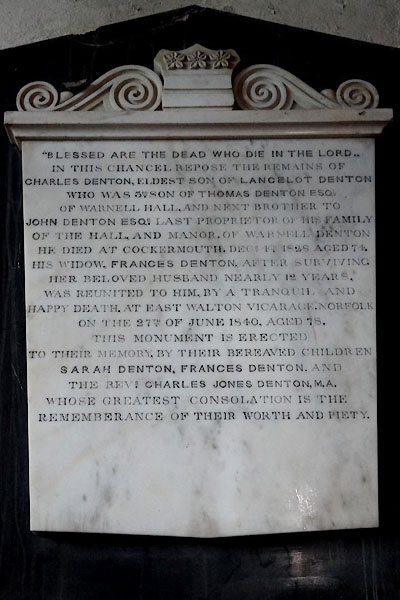 "BLESSED ARE THE DEAD WHO DIE IN THE LORD„
IN THIS CHANCEL REPOSE THE REMAINS OF
CHARLES DENTON, ELDEST SON OF LANCELOT DENTON
WHO WAS 5TH SON OF THOMAS DENTON ESQ:
OF WARNELL HALL, AND NEXT BROTHER TO
JOHN DENTON ESQ: LAST PROPRIETOR OF HIS FAMILY
OF THE HALL, AND MANOR, OF WARNELL DENTON
HE DIED AT COCKERMOUTH, DEC: 1828 AGED 74.
HIS WIDOW, FRANCES DENTON, AFTER SURVIVING
HER BELOVED HUSBAND NEARLY 12 YEARS,
WAS REUNITED TO HIM, BY A TRANQUIL AND
HAPPY DEATH, AT EAST WALTON VICARAGE, NORFOLK
ON THE 27TH OF JUNE 1840, AGED 78.
THIS MONUMENT IS ERECTED
TO THEIR MEMORY, BY THEIR BEREAVED CHILDREN
SARAH DENTON, FRANCES DENTON, AND
THE REV: CHARLES JONES DENTON, M.A.
WHOSE GREATEST CONSOLATION IS THE
REMEMBERANCE OF THEIR WORTH AND PIETY.